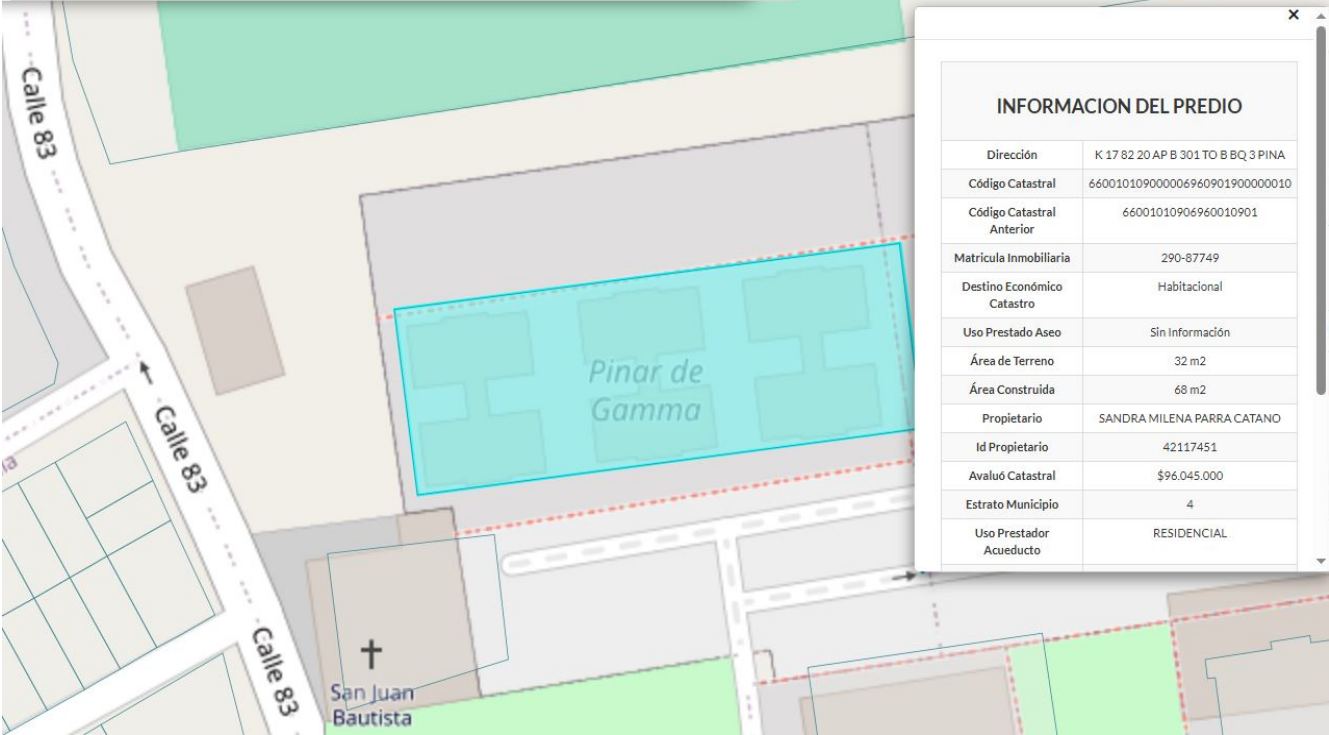 Calle 83
Calle 83
Calle 83
Pinar de
Gamma
San Juan
Bautista
×
INFORMACION DEL PREDIO
Dirección K 17 82 20 AP B 301 TO B BQ 3 PINA
Código Catastral 660010109000006960901900000010
Código Catastral
Anterior 66001010906960010901
Matricula Inmobiliaria 290-87749
Destino Económico
Catastro Habitacional
Uso Prestado Aseo Sin Información
Área de Terreno 32 m2
Área Construida 68 m2
Propietario SANDRA MILENA PARRA CATANO
Id Propietario 42117451
Avaluó Catastral $96.045.000
Estrato Municipio 4
Uso Prestador
Acueducto RESIDENCIAL